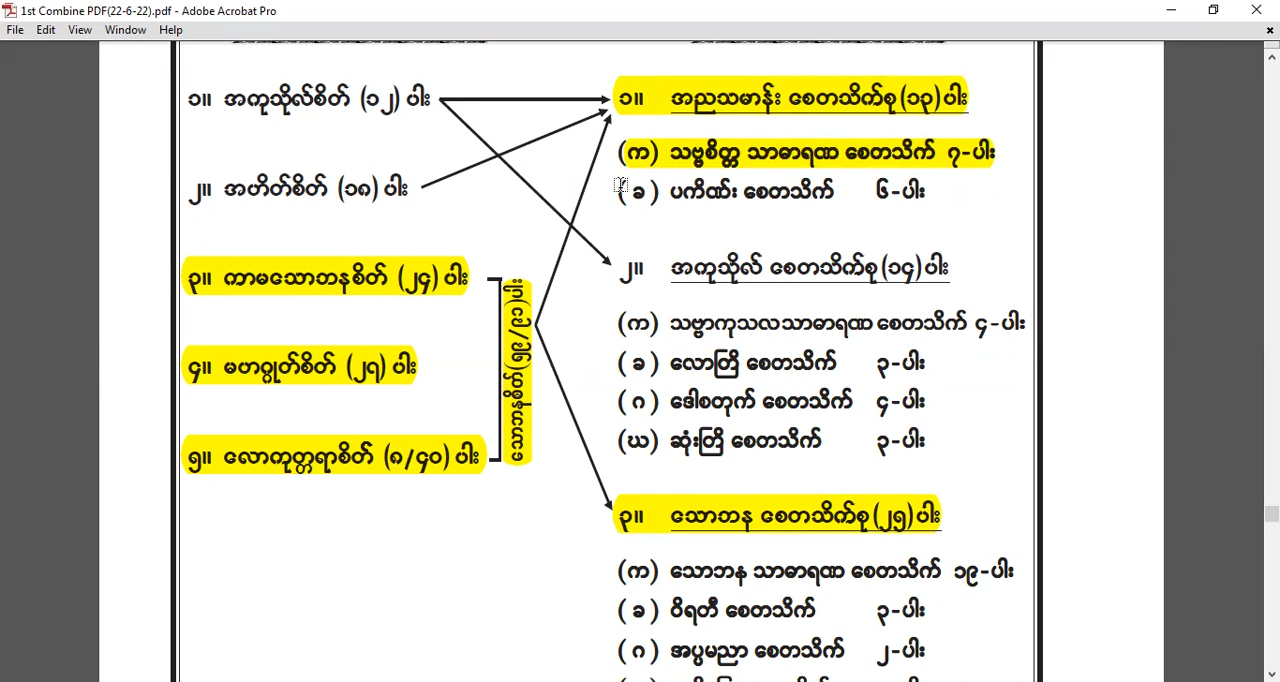 1st Combine PDF(22-6-22).pdf - Adobe Acrobat Pro
File Edit View Window Help
၁။ အကုသိုလ်စိတ် (၁၂) ပါး
၂။ အဟိတ်စိတ် (၁၈) ပါး
၃။ ကာမသောဘနစိတ် (၂၄) ပါး
၄။ မဟဂ္ဂုတ်စိတ် (၂၇) ပါး
၅။ လောကုတ္တရာစိတ် (၈/၄၀) ပါး
သောဘနစိတ်(၅၉/၉၁)ပါး
၁။ အညသမာန်း စေတသိက်စု(၁၃)ပါး
(က) သဗ္ဗစိတ္တ သာဓာရဏ စေတသိက် ၇-ပါး
(ခ) ပကိဏ်း စေတသိက် ၆-ပါး
၂။ အကုသိုလ် စေတသိက်စု(၁၄)ပါး
(က) သဗ္ဗာကုသလသာဓာရဏ စေတသိက် ၄-ပါး
(ခ) လောတြိ စေတသိက် ၃-ပါး
(ဂ) ဒေါစတုက် စေတသိက် ၄-ပါး
(ဃ) ဆုံးတြိ စေတသိက် ၃-ပါး
၃။ သောဘန စေတသိက်စု(၂၅)ပါး
(က) သောဘန သာဓာရဏ စေတသိက် ၁၉-ပါး
(ခ) ဝိရတီ စေတသိက် ၃-ပါး
(ဂ) အပ္ပမညာ စေတသိက် ၂-ပါး